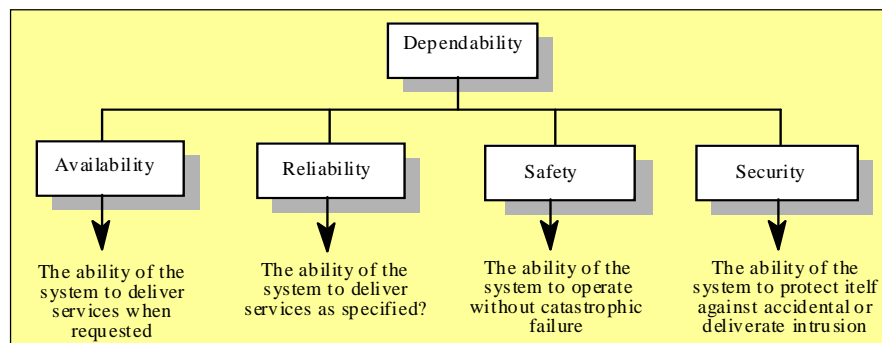 Dependability
Availability
Reliability
Safety
Security
The ability of the
system to deliver
services when
requested
The ability of the
system to deliver
services as specified?
The ability of the
system to operate
without catastrophic
failure
The ability of the
system to protect itelf
against accidental or
deliverate intrusion